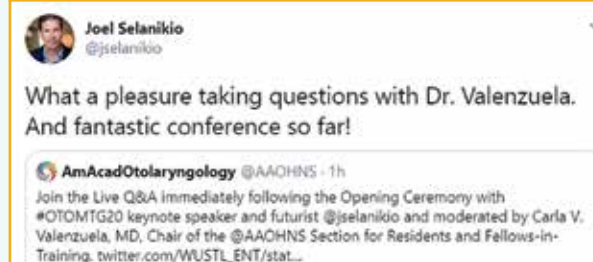 Joel Selanikio
@jselanikio
What a pleasure taking questions with Dr. Valenzuela.
And fantastic conference so far!
AmAcadOtolaryngology @AAOHNS · 1h
Join the Live Q&A immediately following the Opening Ceremony with
#OTOMTG20 keynote speaker and futurist @jselanikio and moderated by Carla V.
Valenzuela, MD, Chair of the @AAOHNS Section for Residents and Fellows-in-
Training. twitter.com/WUSTL_ENT/stat...